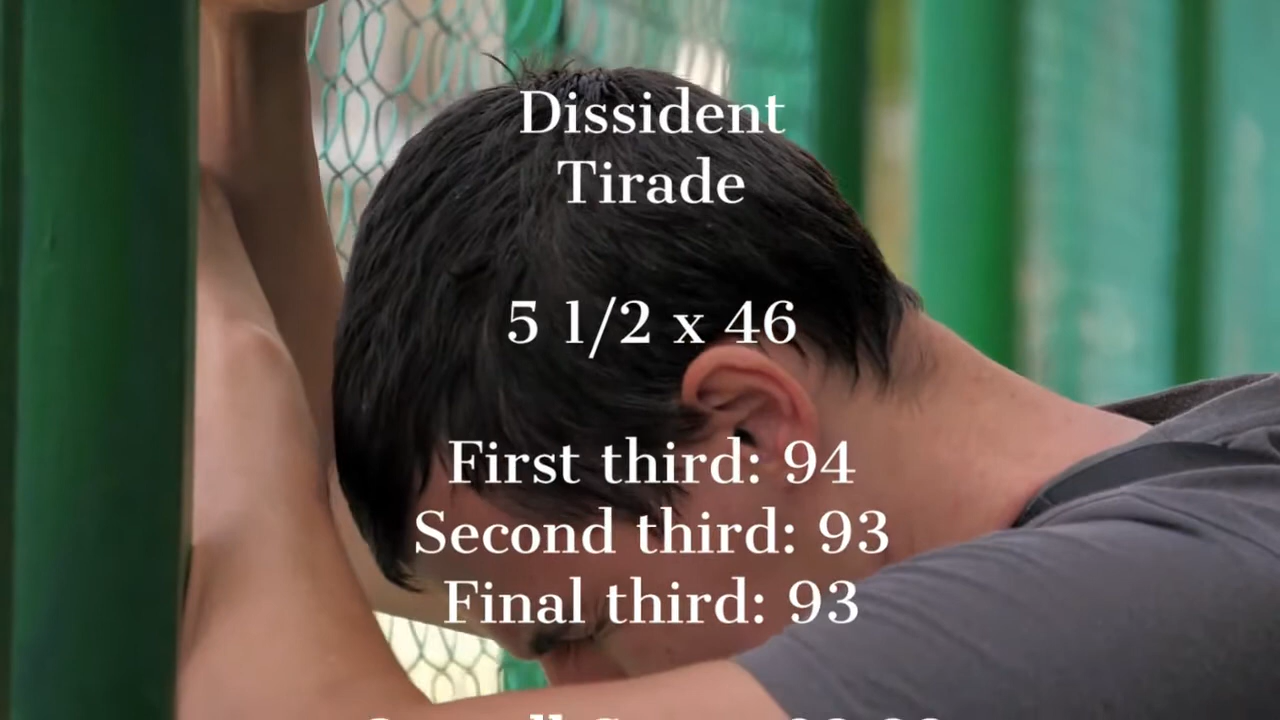 Dissident
Tirade
5 1/2 x 46
First third: 94
Second third: 93
Final third: 93